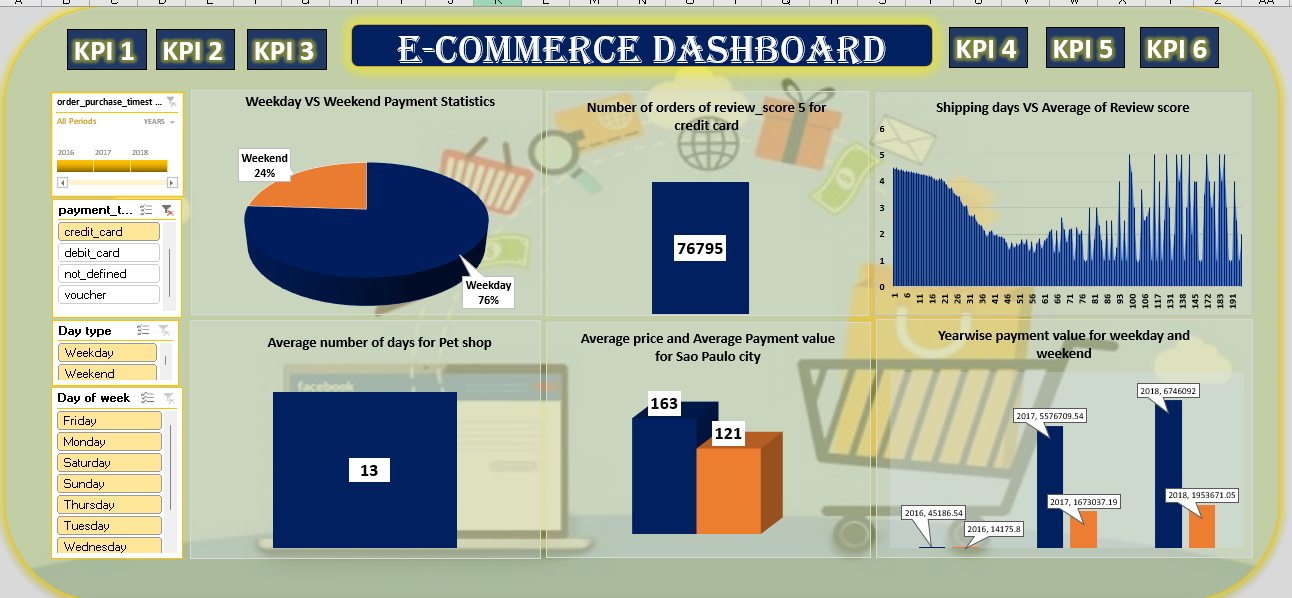 KPI 1
KPI 2
KPI 3
E-COMMERCE DASHBOARD
KPI 4
KPI 5
KPI 6
order_purchase_timest ...
All Periods
YEARS
2016 2017 2018
payment_t...
credit_card
debit_card
not_defined
voucher
Day type
Weekday
Weekend
Day of week
Friday
Monday
Saturday
Sunday
Thursday
Tuesday
Wednesday
Weekday VS Weekend Payment Statistics
Weekend
24%
Weekday
76%
Number of orders of review_score 5 for
credit card
76795
Shipping days VS Average of Review score
6
5
4
3
2
1
0
1 6 11 16 21 26 31 36 41 46 51 56 61 66 71 76 81 86 93 100 106 117 131 138 145 172 183 191
Average number of days for Pet shop
facebook
13
Average price and Average Payment value
for Sao Paulo city
163
121
Yearwise payment value for weekday and
weekend
2016, 45186.54
2016, 14175.8
2017, 5576709.54
2017, 1673037.19
2018, 6746092
2018, 1953671.05